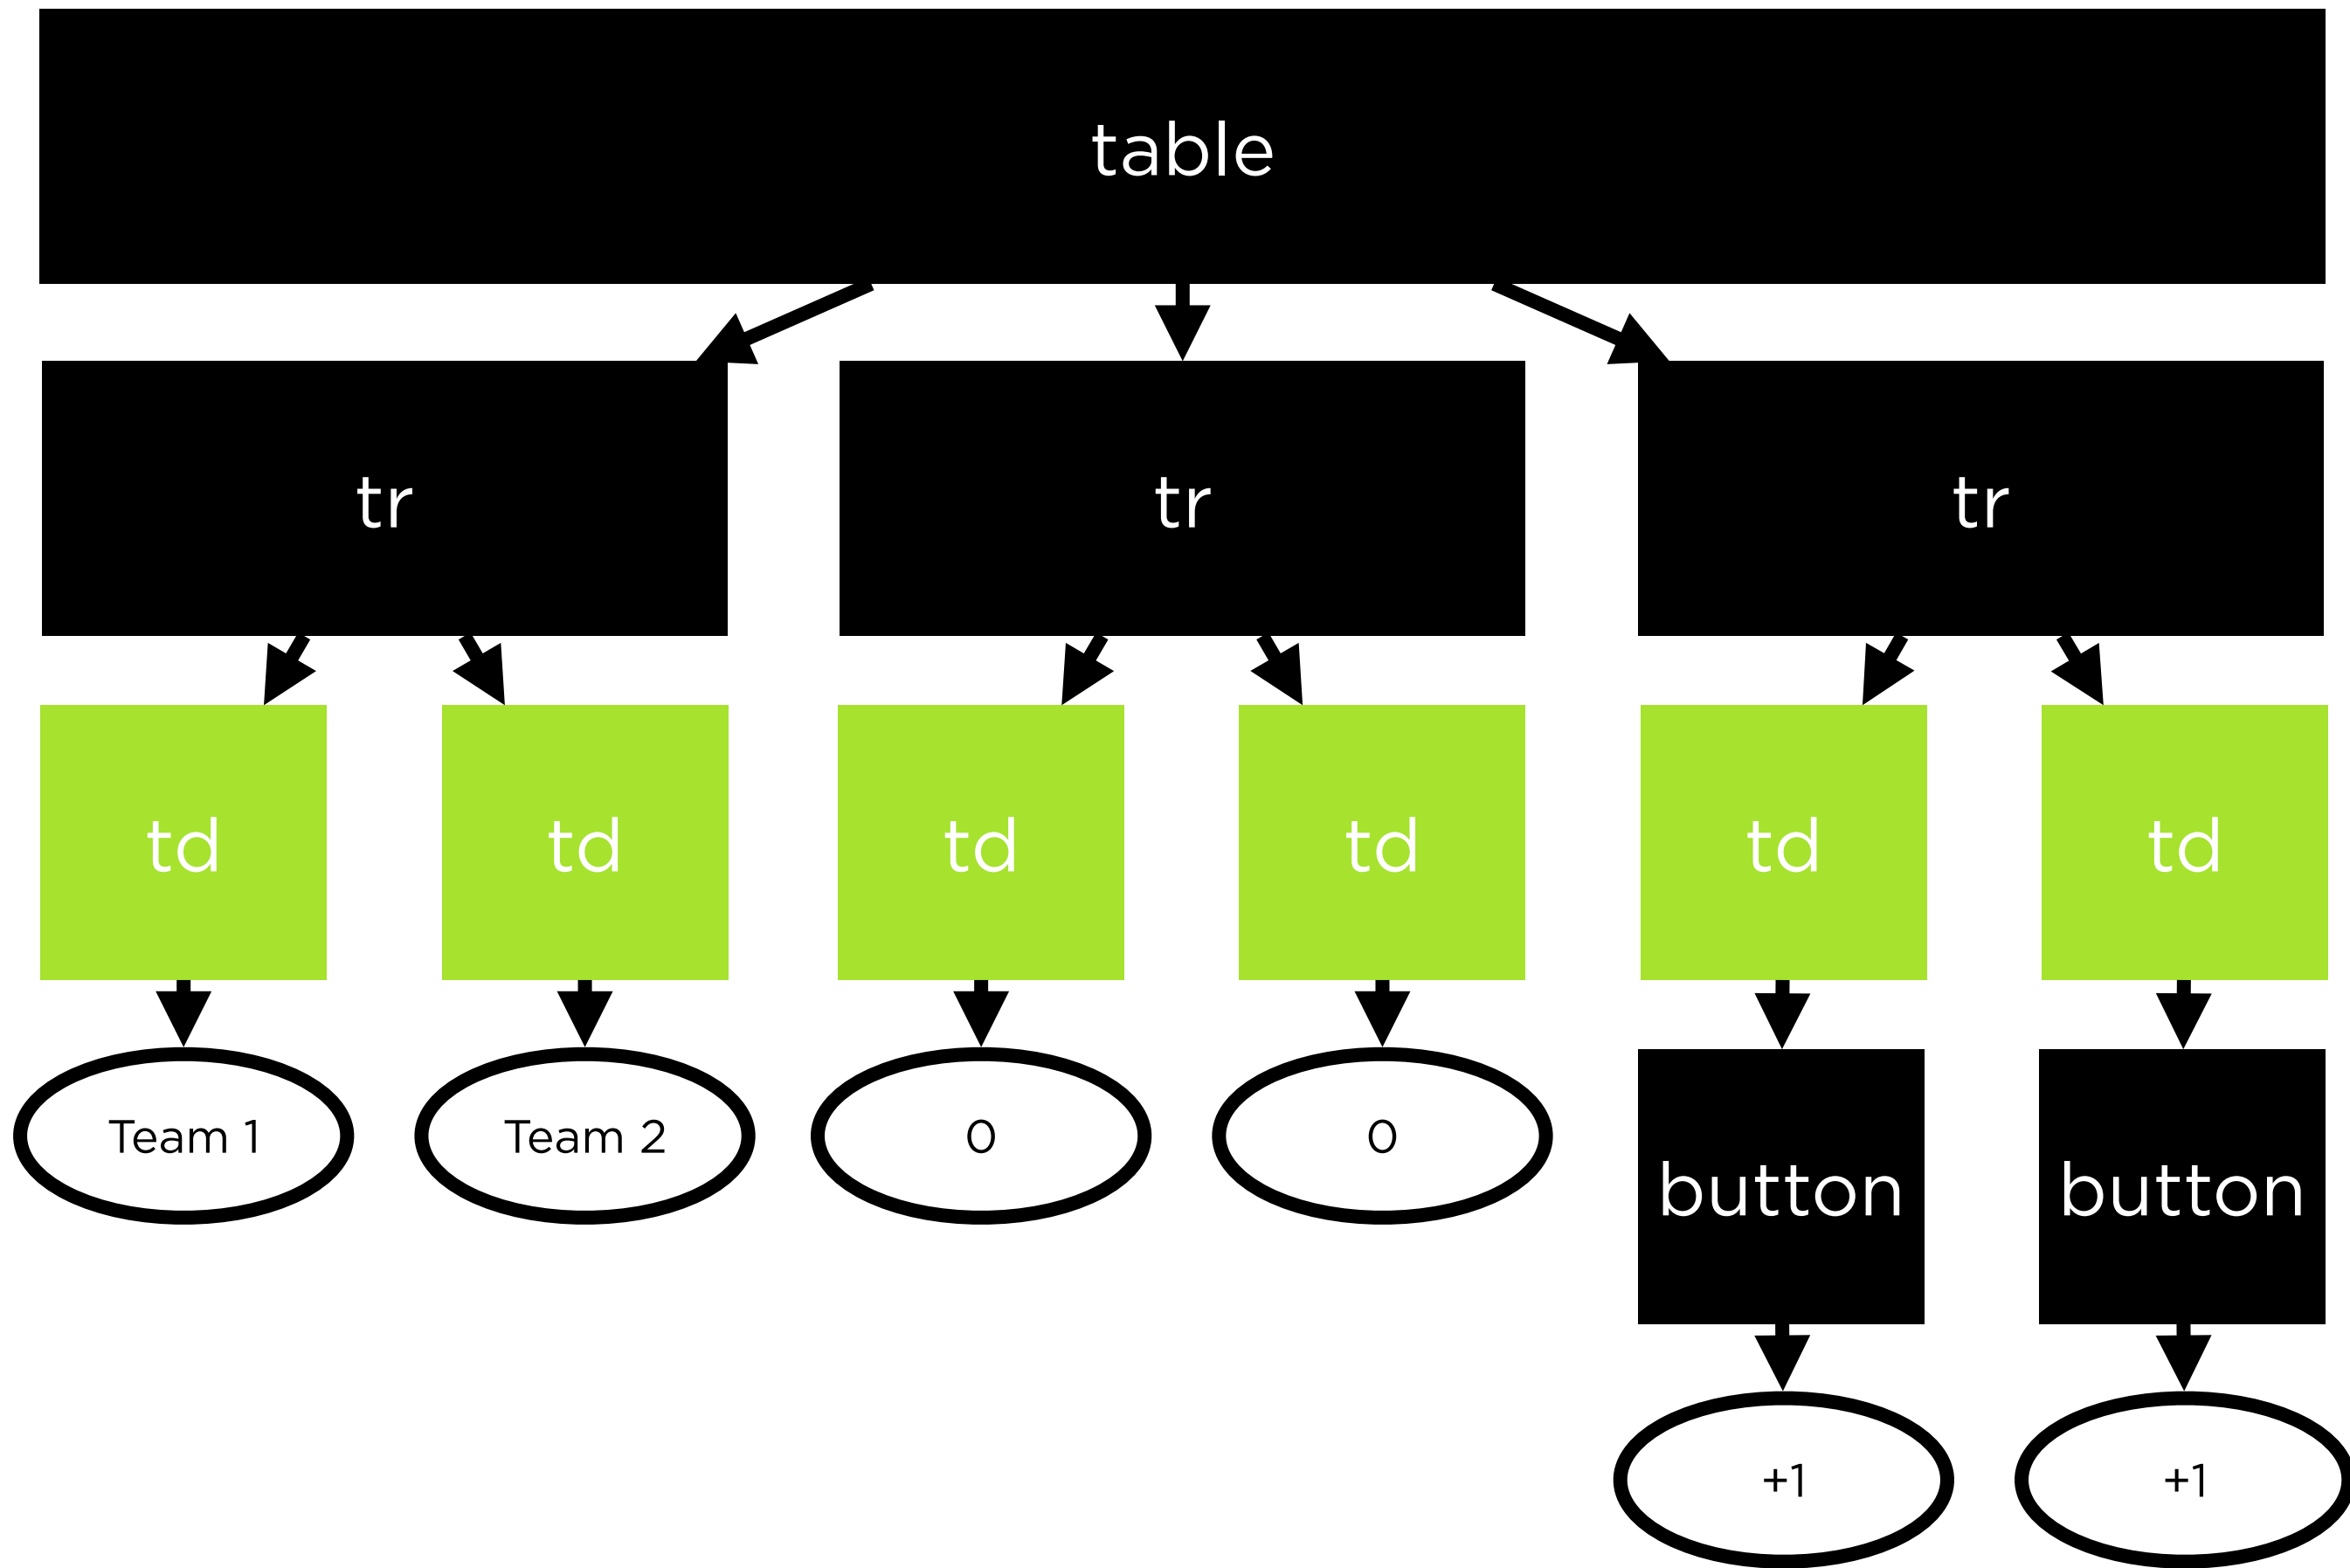 table
tr tr tr
td td td td td td
Team 1 Team 2 0 0
button button
+1 +1